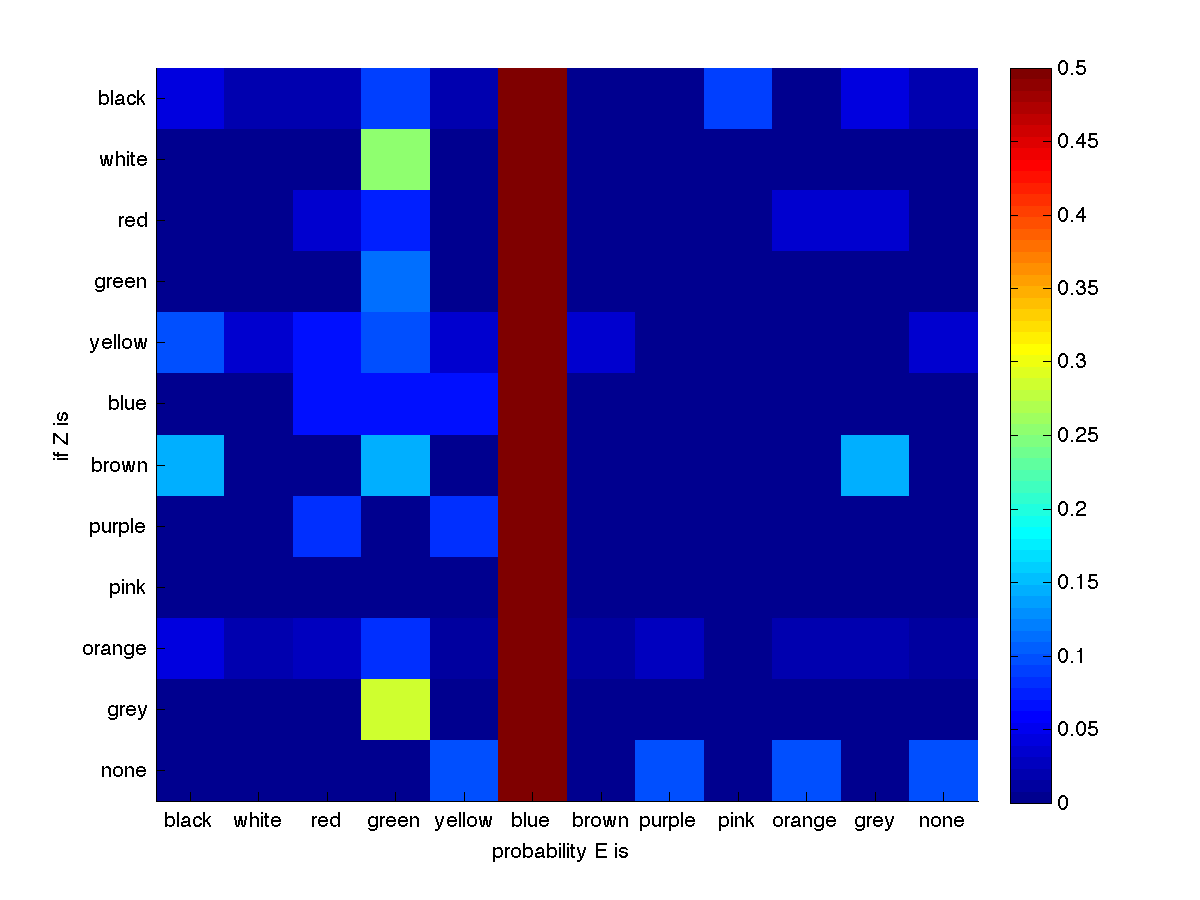 black
white
red
green
yellow
blue
brown
purple
pink
orange
grey
none
if Z is
black white red green yellow blue brown purple pink orange grey none
probability E is
0.5
0.45
0.4
0.35
0.3
0.25
0.2
0.15
0.1
0.05
0